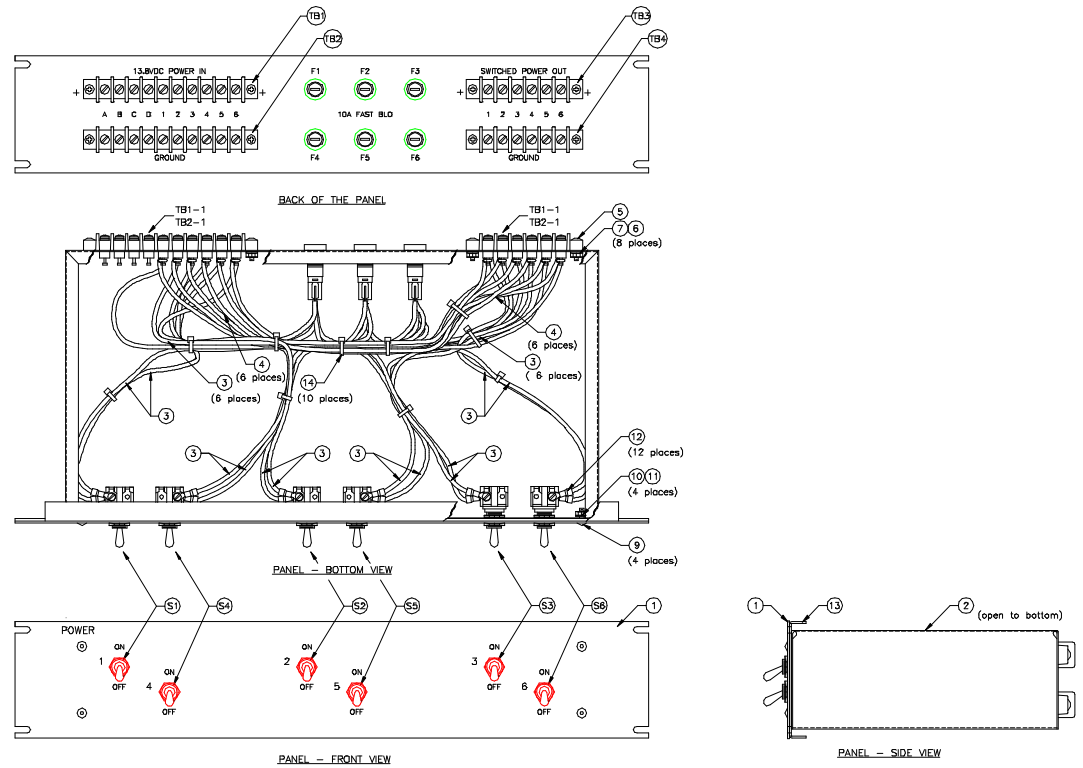 TB1
TB2
TB3
TB4
13.8VDC POWER IN
F1 F2 F3
SWITCHED POWER OUT
+ + + +
A B C D 1 2 3 4 5 6
10A FAST BLO
1 2 3 4 5 6
GROUND
F4 F5 F6
GROUND
BACK OF THE PANEL
TB1-1
TB2-1
TB1-1
TB2-1
5
7 6
(8 places)
4
(6 places)
3
( 6 places)
4
(6 places)
3
(6 places)
14
(10 places)
3
3
3
3
3
3
12
(12 places)
10 11
(4 places)
9
(4 places)
PANEL - BOTTOM VIEW
S1 S4 S2 S5 S3 S6 1
POWER
ON ON ON
1 2 3
OFF OFF OFF
ON ON ON
4 5 6
OFF OFF OFF
PANEL - FRONT VIEW
1 13 2
(open to bottom)
PANEL - SIDE VIEW